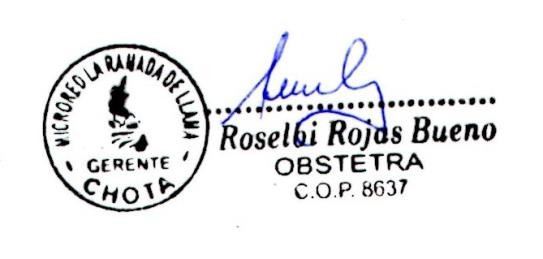 MICRORED LA RAMADA DE LLAMA
GERENTE
CHOTA
Roselbi Rojas Bueno
OBSTETRA
C.O.P. 8637